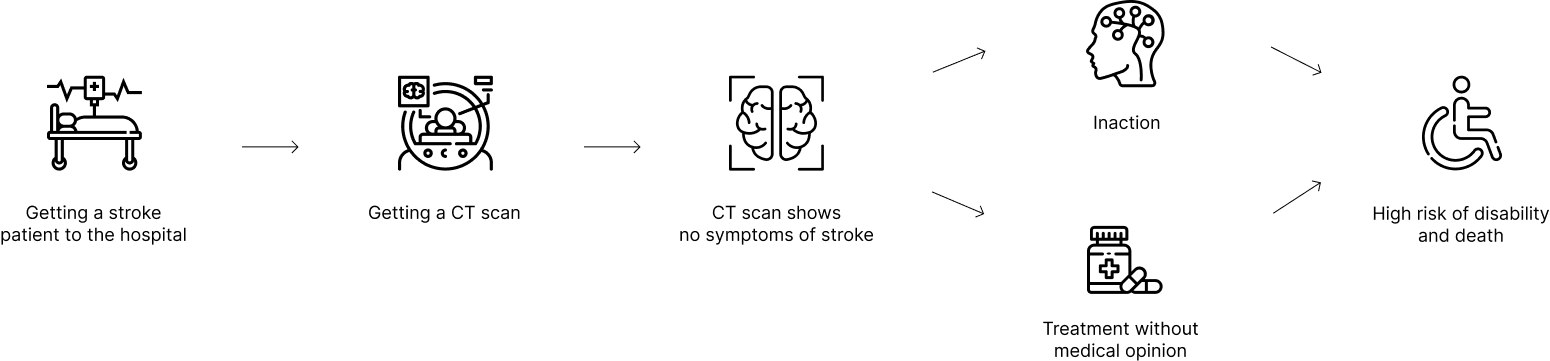 Getting a stroke
patient to the hospital
Getting a CT scan
CT scan shows
no symptoms of stroke
Inaction
Treatment without
medical opinion
High risk of disability
and death